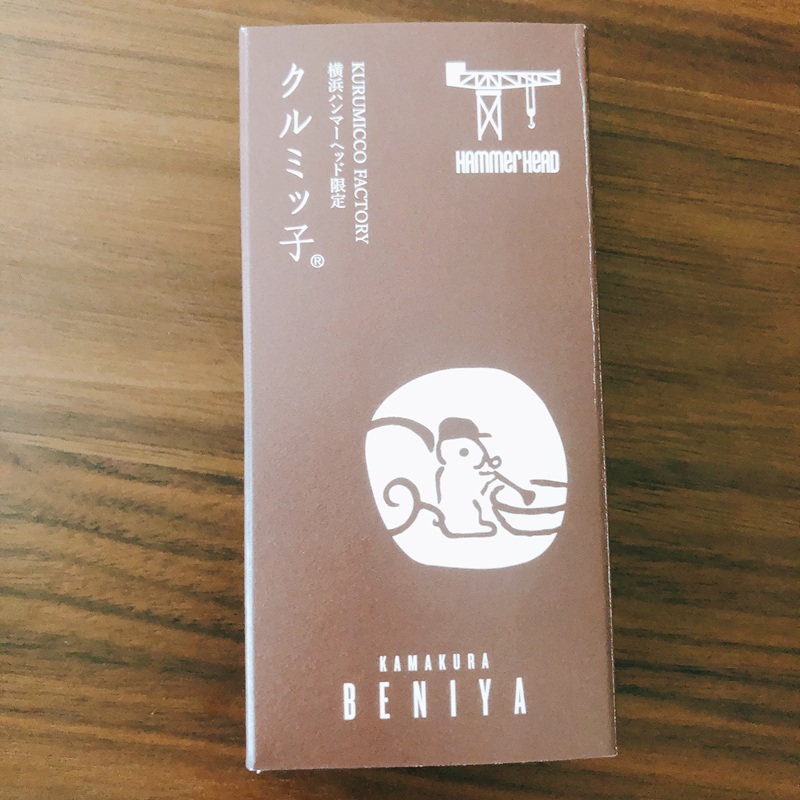 KURUMICCO FACTORY
横浜ハンマーヘッド限定
クルミッ子®
HAMMERHEAD
KAMAKURA
BENIYA